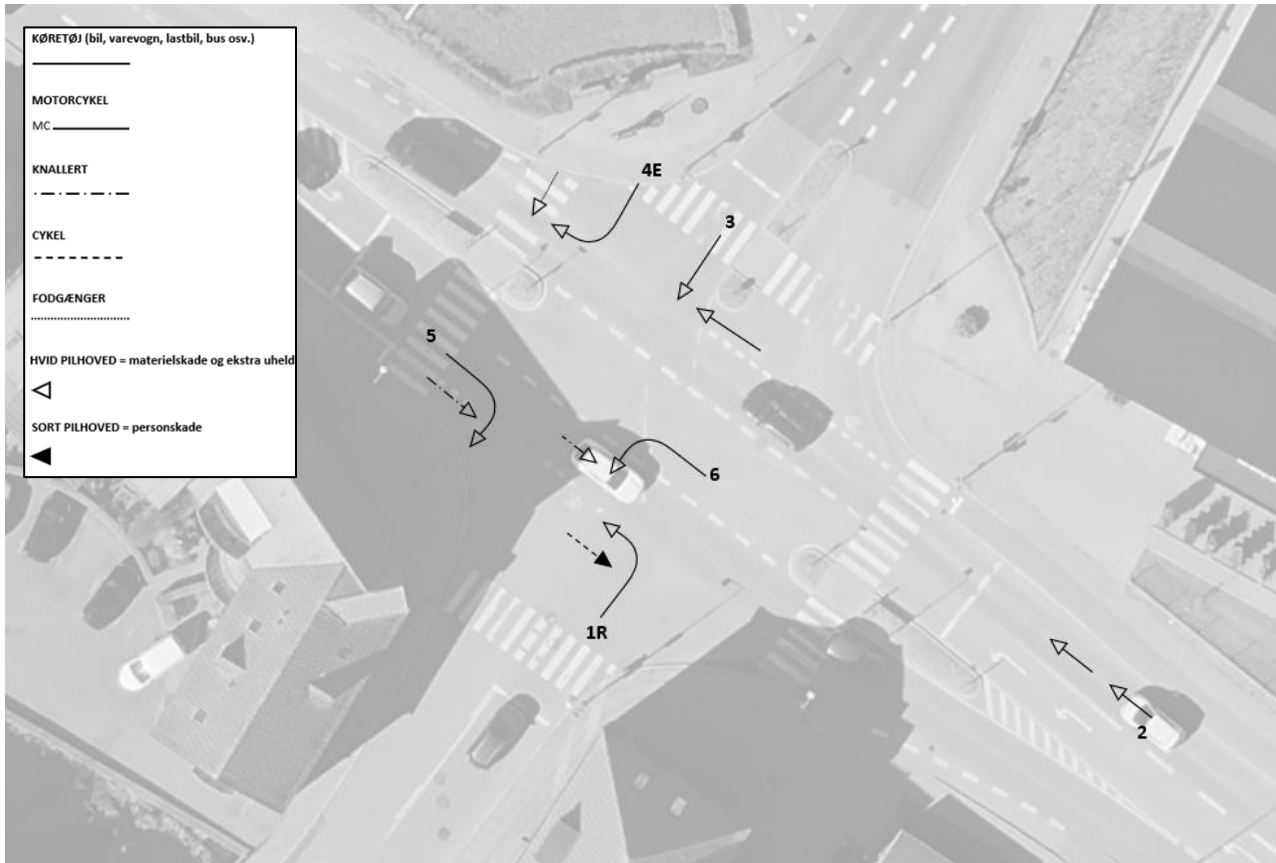 KØRETØJ (bil, varevogn, lastbil, bus osv.)
MOTORCYKEL
MC
KNALLERT
CYKEL
FODGÆNGER
HVID PILHOVED = materielskade og ekstra uheld
SORT PILHOVED = personskade
4E
3
5
6
1R
2